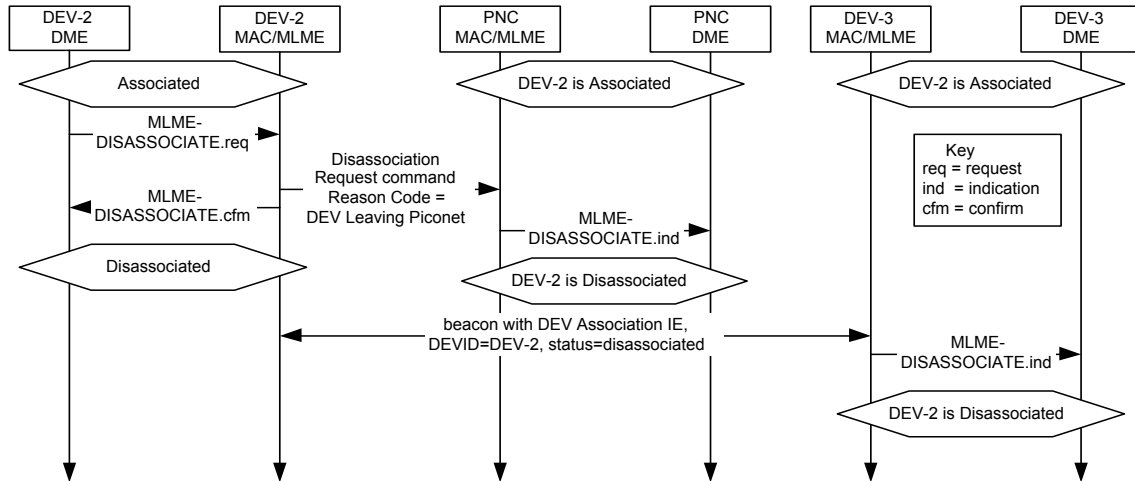 DEV-2
DME
DEV-2
MAC/MLME
PNC
MAC/MLME
PNC
DME
DEV-3
MAC/MLME
DEV-3
DME
Associated
DEV-2 is Associated
DEV-2 is Associated
MLME-
DISASSOCIATE.req
Disassociation
Request command
Reason Code =
DEV Leaving Piconet
Key
req = request
ind = indication
cfm = confirm
MLME-
DISASSOCIATE.cfm
MLME-
DISASSOCIATE.ind
Disassociated
DEV-2 is Disassociated
beacon with DEV Association IE,
DEVID=DEV-2, status=disassociated
MLME-
DISASSOCIATE.ind
DEV-2 is Disassociated